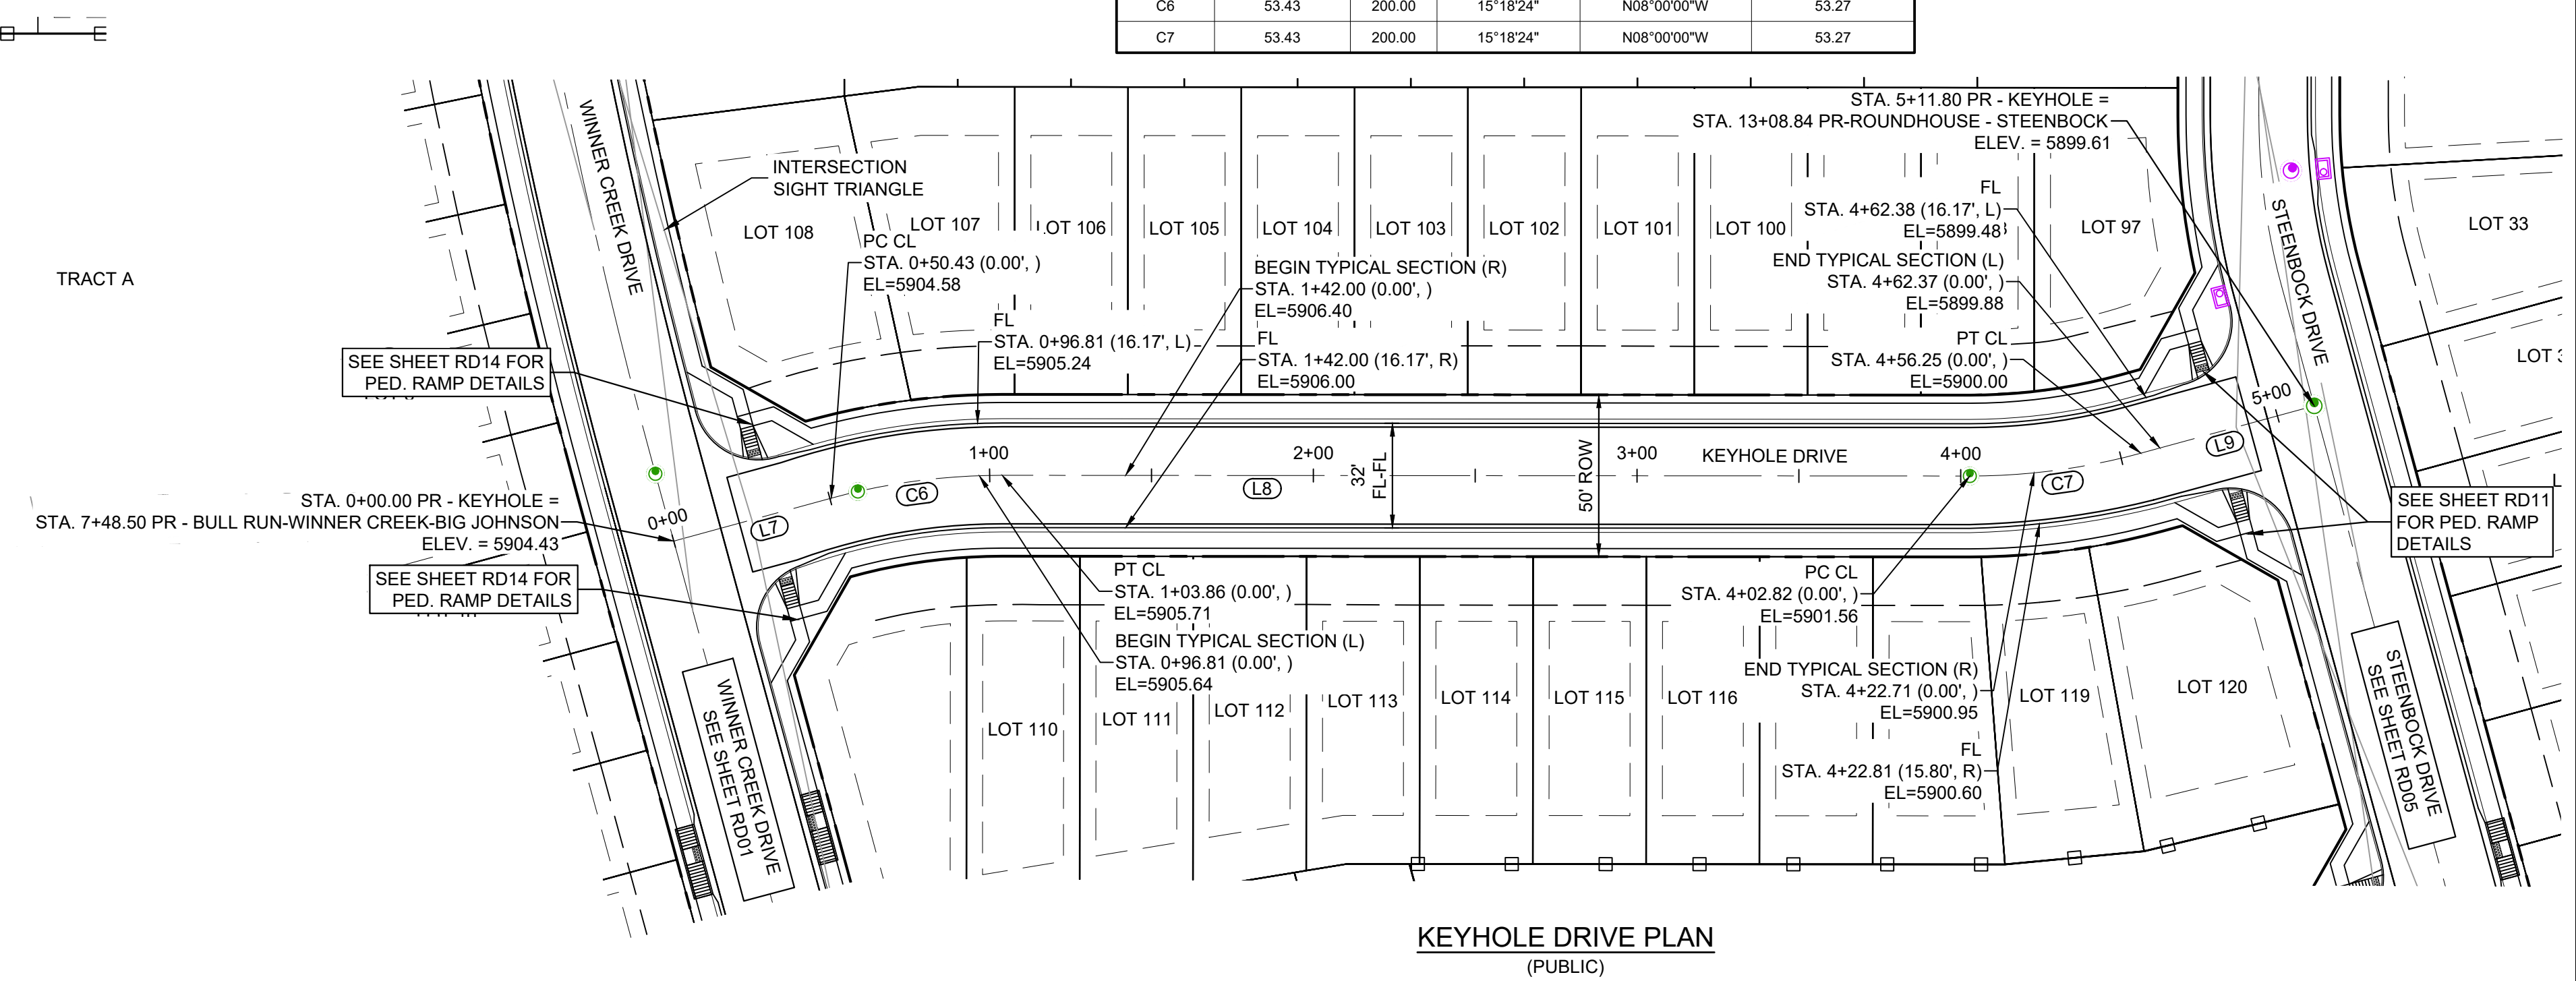 C6 53.43 200.00 15°18'24" N08°00'00"W 53.27
C7 53.43 200.00 15°18'24" N08°00'00"W 53.27
WINNER CREEK DRIVE
INTERSECTION
SIGHT TRIANGLE
TRACT A
LOT 108
LOT 107
LOT 106
LOT 105
LOT 104
LOT 103
LOT 102
LOT 101
LOT 100
LOT 97
LOT 33
STEENBOCK DRIVE
STA. 5+11.80 PR - KEYHOLE =
STA. 13+08.84 PR-ROUNDHOUSE - STEENBOCK
ELEV. = 5899.61
FL
STA. 4+62.38 (16.17', L)
EL=5899.48
END TYPICAL SECTION (L)
STA. 4+62.37 (0.00', )
EL=5899.88
PT CL
STA. 4+56.25 (0.00', )
EL=5900.00
PC CL
STA. 0+50.43 (0.00', )
EL=5904.58
FL
STA. 0+96.81 (16.17', L)
EL=5905.24
BEGIN TYPICAL SECTION (R)
STA. 1+42.00 (0.00', )
EL=5906.40
FL
STA. 1+42.00 (16.17', R)
EL=5906.00
SEE SHEET RD14 FOR
PED. RAMP DETAILS
STA. 0+00.00 PR - KEYHOLE =
STA. 7+48.50 PR - BULL RUN-WINNER CREEK-BIG JOHNSON
ELEV. = 5904.43
SEE SHEET RD14 FOR
PED. RAMP DETAILS
0+00
L7
C6
1+00
L8
2+00
32'
FL-FL
50' ROW
3+00
KEYHOLE DRIVE
4+00
C7
L9
5+00
LOT
SEE SHEET RD11
FOR PED. RAMP
DETAILS
PT CL
STA. 1+03.86 (0.00', )
EL=5905.71
BEGIN TYPICAL SECTION (L)
STA. 0+96.81 (0.00', )
EL=5905.64
PC CL
STA. 4+02.82 (0.00', )
EL=5901.56
END TYPICAL SECTION (R)
STA. 4+22.71 (0.00', )
EL=5900.95
FL
STA. 4+22.81 (15.80', R)
EL=5900.60
LOT 110
LOT 111
LOT 112
LOT 113
LOT 114
LOT 115
LOT 116
LOT 119
LOT 120
WINNER CREEK DRIVE
SEE SHEET RD01
STEENBOCK DRIVE
SEE SHEET RD05
KEYHOLE DRIVE PLAN
(PUBLIC)